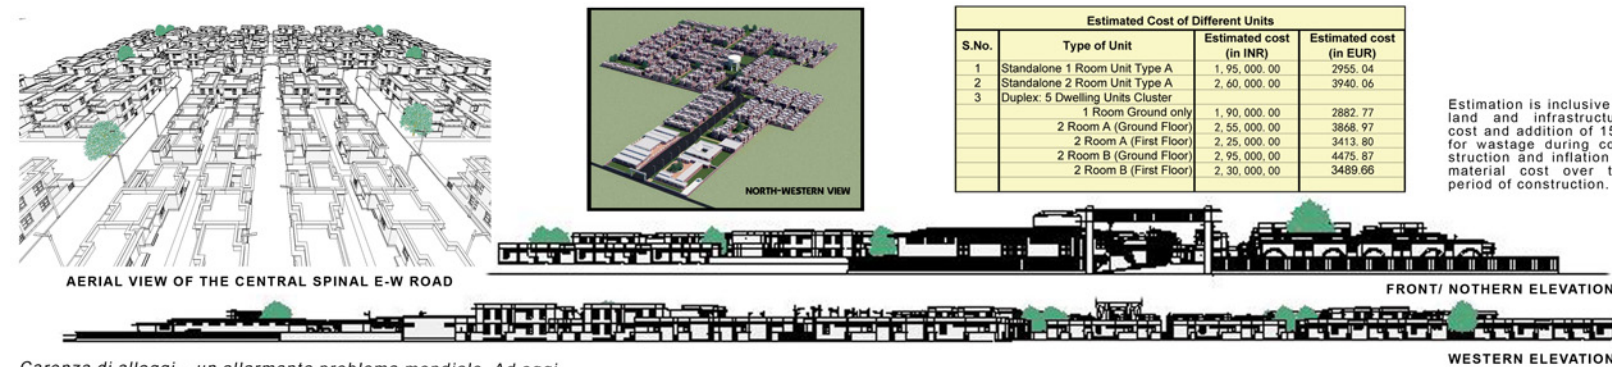 AERIAL VIEW OF THE CENTRAL SPINAL E-W ROAD
NORTH-WESTERN VIEW
Estimated Cost of Different Units
S.No. Type of Unit Estimated cost (in INR) Estimated cost (in EUR)
1 Standalone 1 Room Unit Type A 1, 95, 000. 00 2955. 04
2 Standalone 2 Room Unit Type A 2, 60, 000. 00 3940. 06
3 Duplex: 5 Dwelling Units Cluster
1 Room Ground only 1, 90, 000. 00 2882. 77
2 Room A (Ground Floor) 2, 55, 000. 00 3868. 97
2 Room A (First Floor) 2, 25, 000. 00 3413. 80
2 Room B (Ground Floor) 2, 95, 000, 00 4475. 87
2 Room B (First Floor) 2, 30, 000, 00 3489.66
Estimation is inclusive
land and infrastructu
cost and addition of 15
for wastage during co
struction and inflation
material cost over t
period of construction.
FRONT/ NOTHERN ELEVATION
WESTERN ELEVATION
Carenza di alloggi un allarmante problema mondiale. Ad oggi